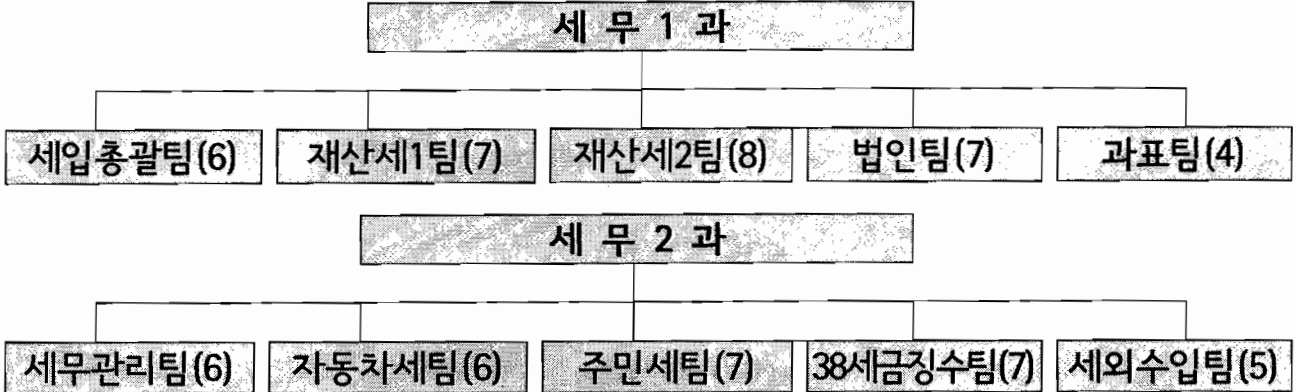 세 무 1 과
세입총괄팀(6) 재산세1팀(7) 재산세2팀(8) 법인팀(7) 과표팀(4)
세 무 2 과
세무관리팀(6) 자동차세팀(6) 주민세팀(7) 38세금징수팀(7) 세외수입팀(5)